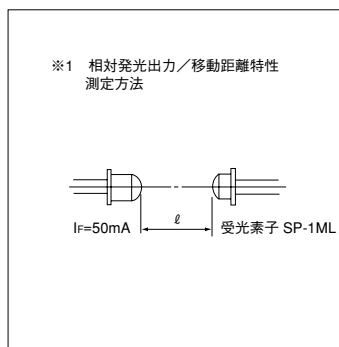 ※1 相対発光出力／移動距離特性
測定方法
IF=50mA
ℓ
受光素子 SP-1ML